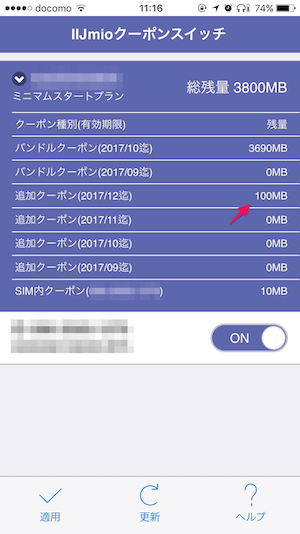 docomo 11:16 74%
IIJmioクーポンスイッチ
ミニマムスタートプラン 総残量 3800MB
クーポン種別(有効期限) 残量
バンドルクーポン(2017/10迄) 3690MB
バンドルクーポン(2017/09迄) 0MB
追加クーポン(2017/12迄) 100MB
追加クーポン(2017/11迄) 0MB
追加クーポン(2017/10迄) 0MB
追加クーポン(2017/09迄) 0MB
SIM内クーポン( ) 10MB
ON
適用 更新 ヘルプ